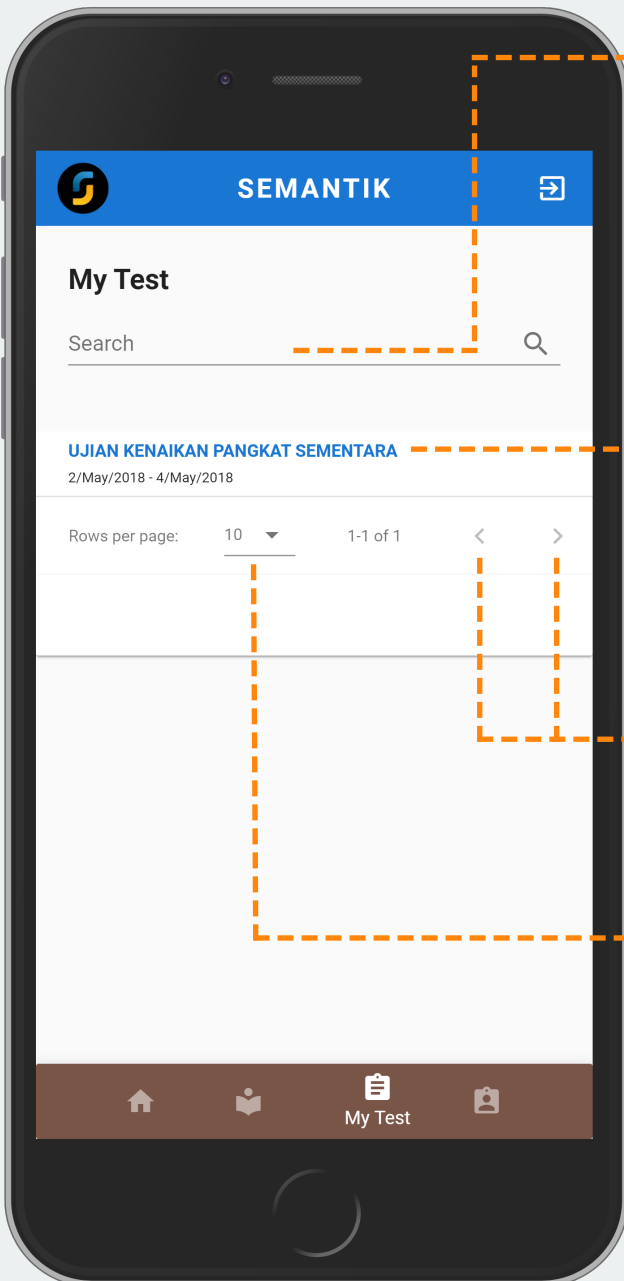 SEMANTIK
My Test
Search
UJIAN KENAIKAN PANGKAT SEMENTARA
2/May/2018 - 4/May/2018
Rows per page: 10 1-1 of 1
My Test